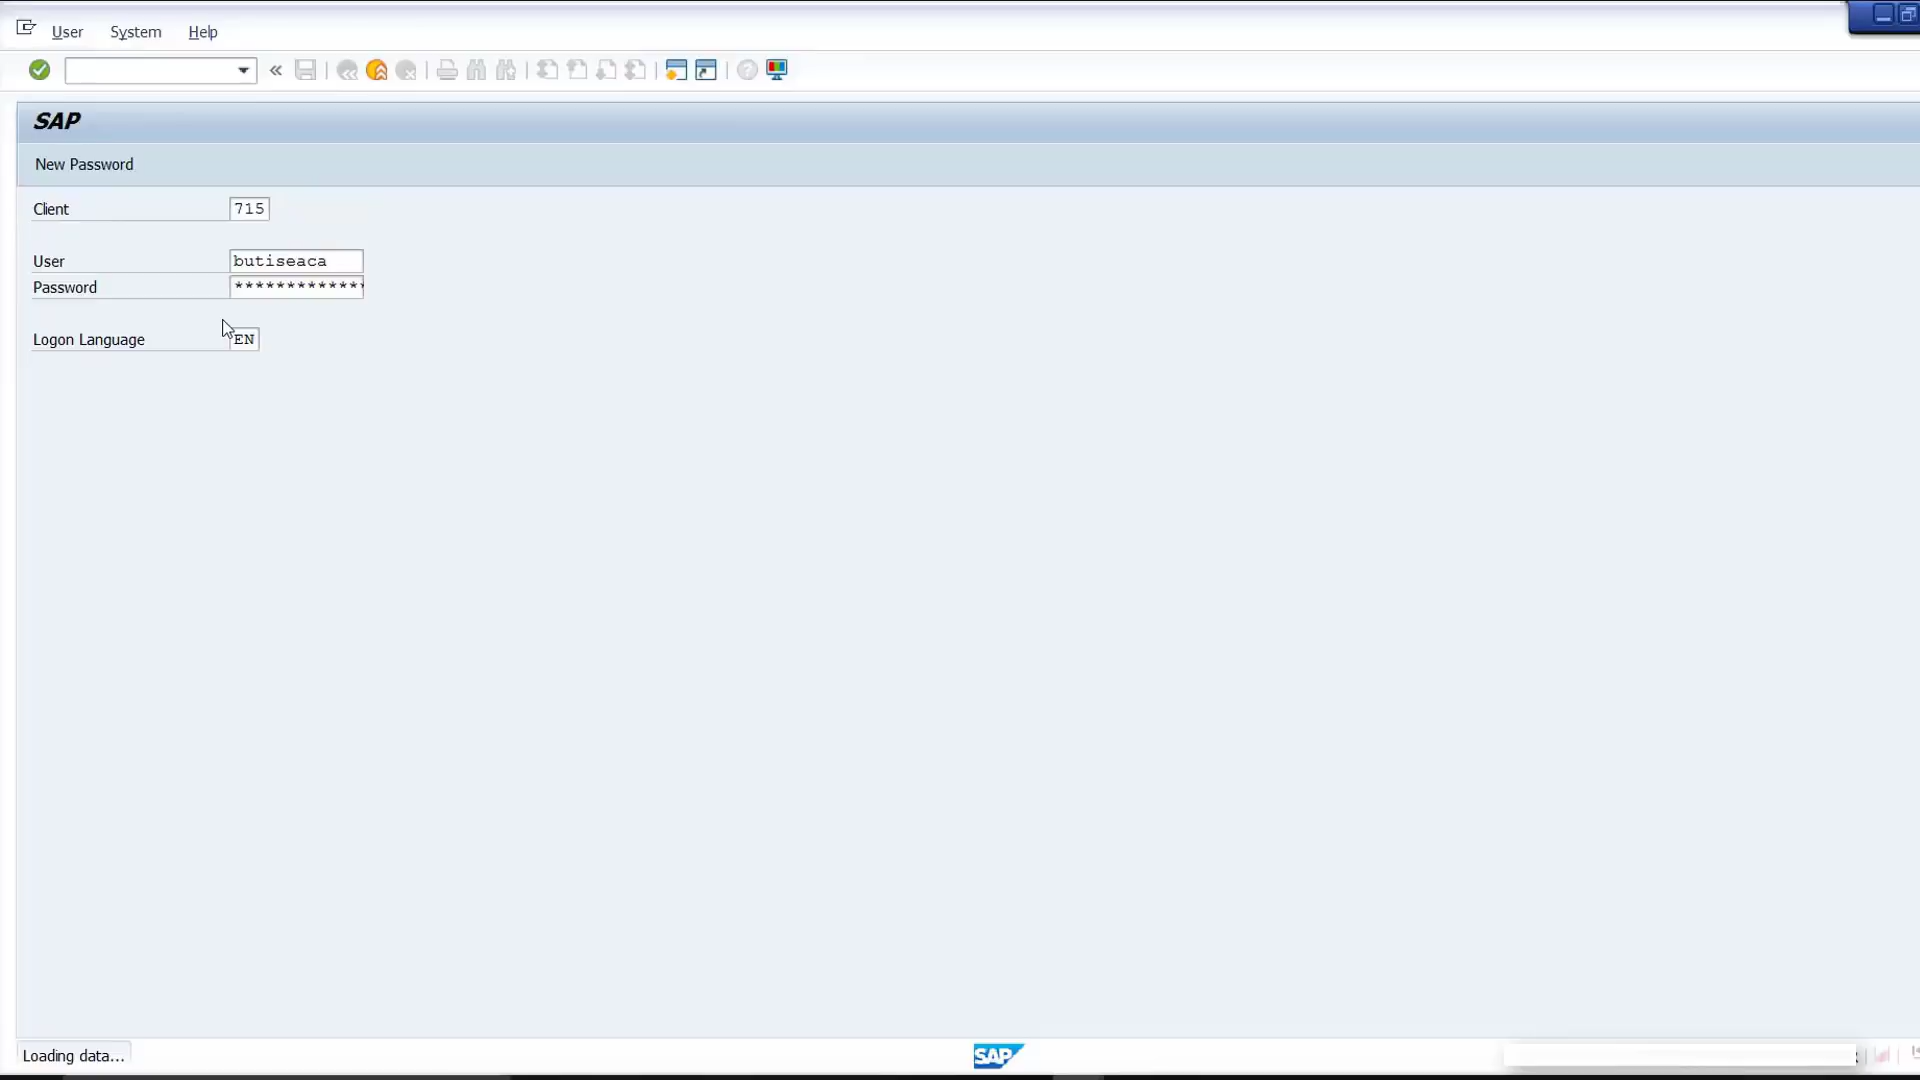 User System Help
SAP
New Password
Client 715
User butiseaca
Password *************
Logon Language EN
Loading data...
SAP